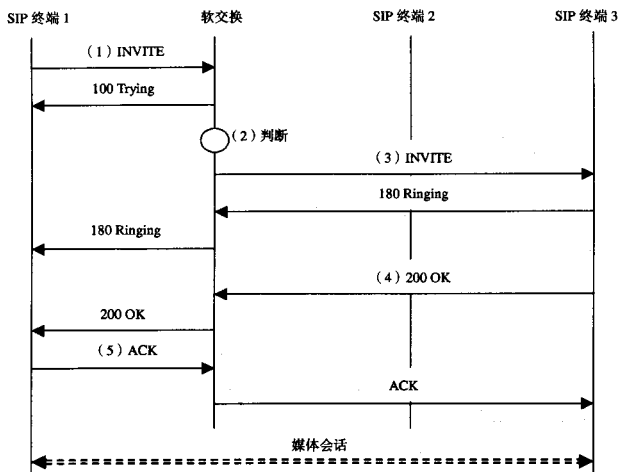 SIP 终端 1 软交换 SIP 终端 2 SIP 终端 3
（1）INVITE
100 Trying
（2）判断
（3）INVITE
180 Ringing
180 Ringing
（4）200 OK
200 OK
（5）ACK
ACK
媒体会话